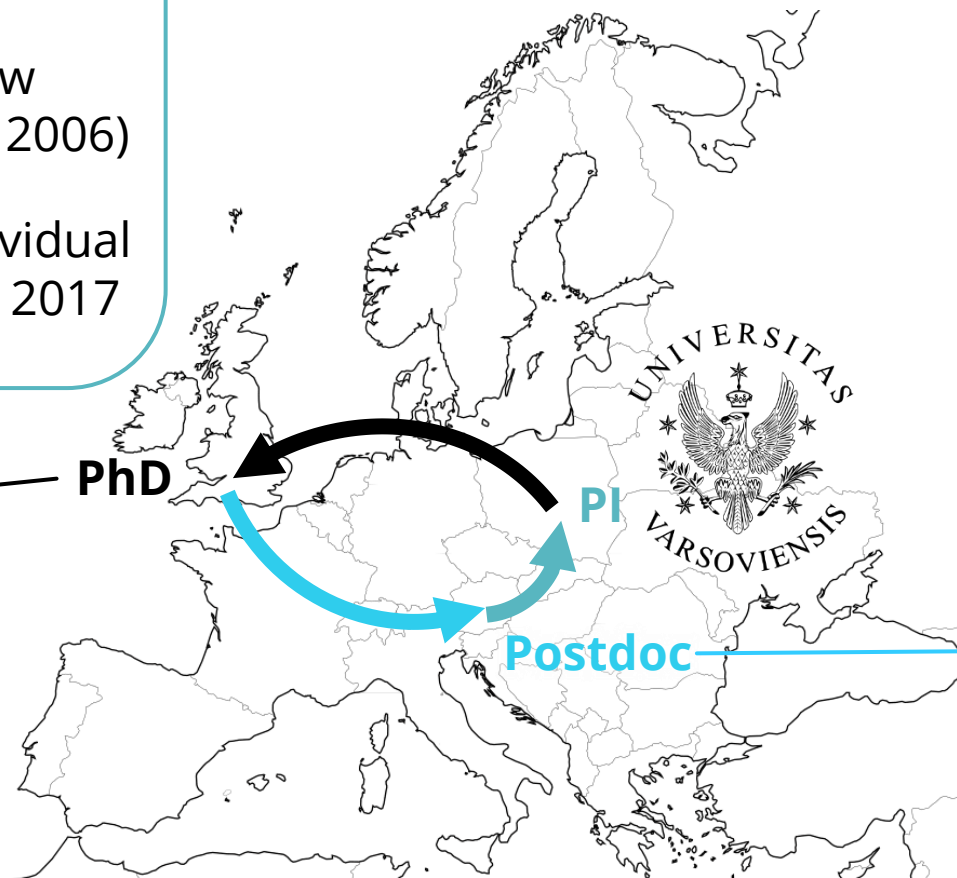 w
2006)
vidual
2017
UNIVERSITAS
PhD
PI
VARSOVIENSIS
Postdoc